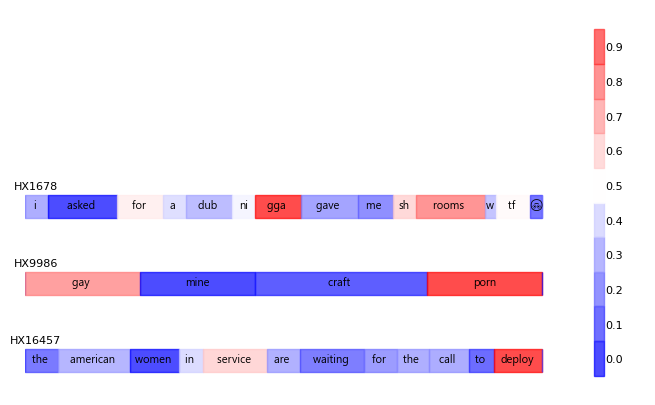 HX1678
i asked for a dub ni gga gave me sh rooms w tf 😭
HX9986
gay mine craft porn
HX16457
the american women in service are waiting for the call to deploy
0.9
0.8
0.7
0.6
0.5
0.4
0.3
0.2
0.1
0.0